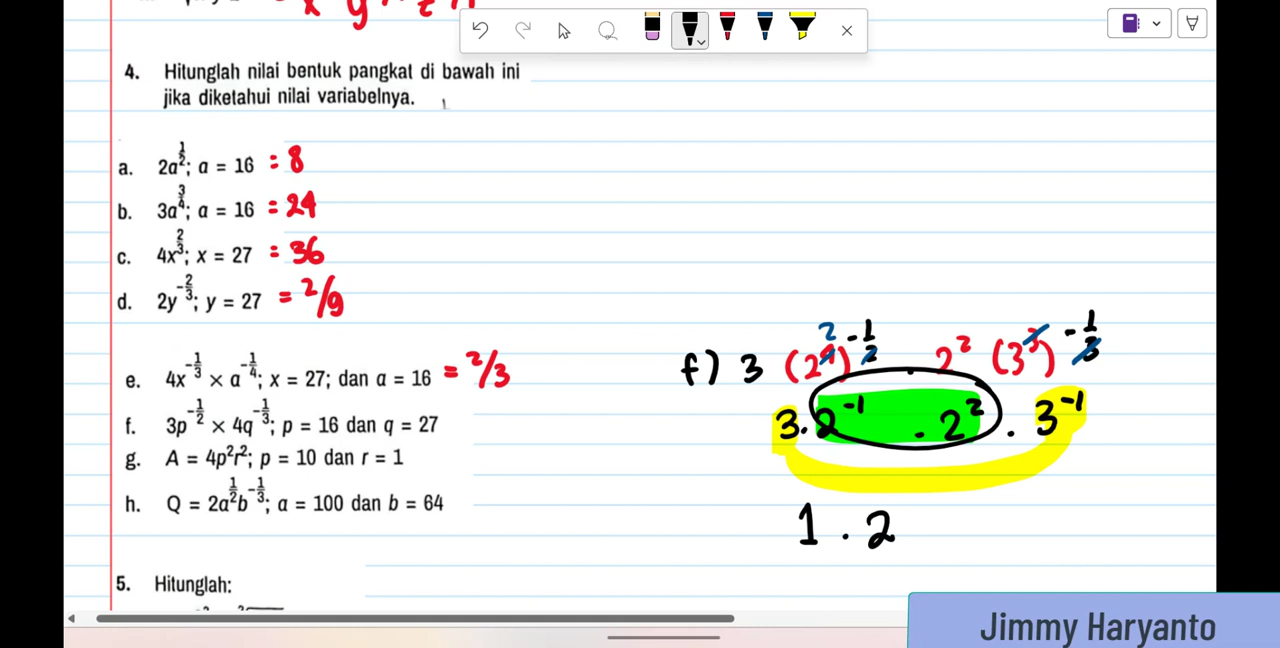 4. Hitunglah nilai bentuk pangkat di bawah ini
jika diketahui nilai variabelnya.
a. 2a^(1/2); a = 16 = 8
b. 3a^(3/4); a = 16 = 24
c. 4x^(2/3); x = 27 = 36
d. 2y^(-2/3); y = 27 = 2/9
e. 4x^(-1/3) × a^(-1/4); x = 27; dan a = 16 = 2/3
f. 3p^(-1/2) × 4q^(-1/3); p = 16 dan q = 27
g. A = 4p²r²; p = 10 dan r = 1
h. Q = 2a^(1/2)b^(-1/3); a = 100 dan b = 64
5. Hitunglah:
f) 3 (2⁴)^(-1/2) . 2² (3³)^(-1/3)
2
3 . 2⁻¹ . 2² . 3⁻¹
1 . 2
Jimmy Haryanto